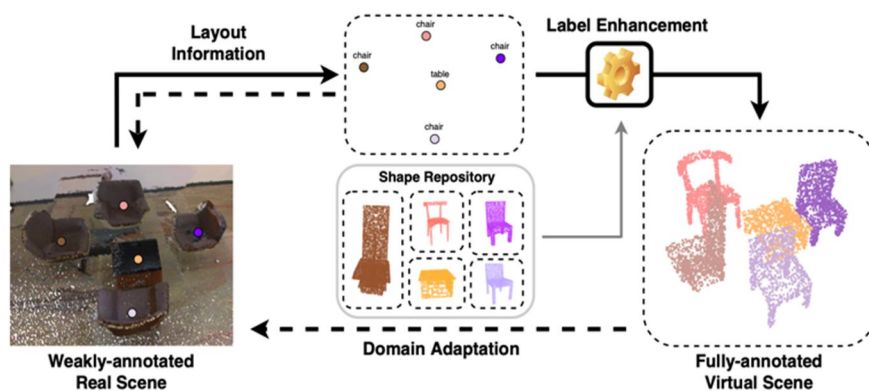 Layout
Information
chair
chair
chair
table
chair
Label Enhancement
Shape Repository
Domain Adaptation
Weakly-annotated
Real Scene
Fully-annotated
Virtual Scene